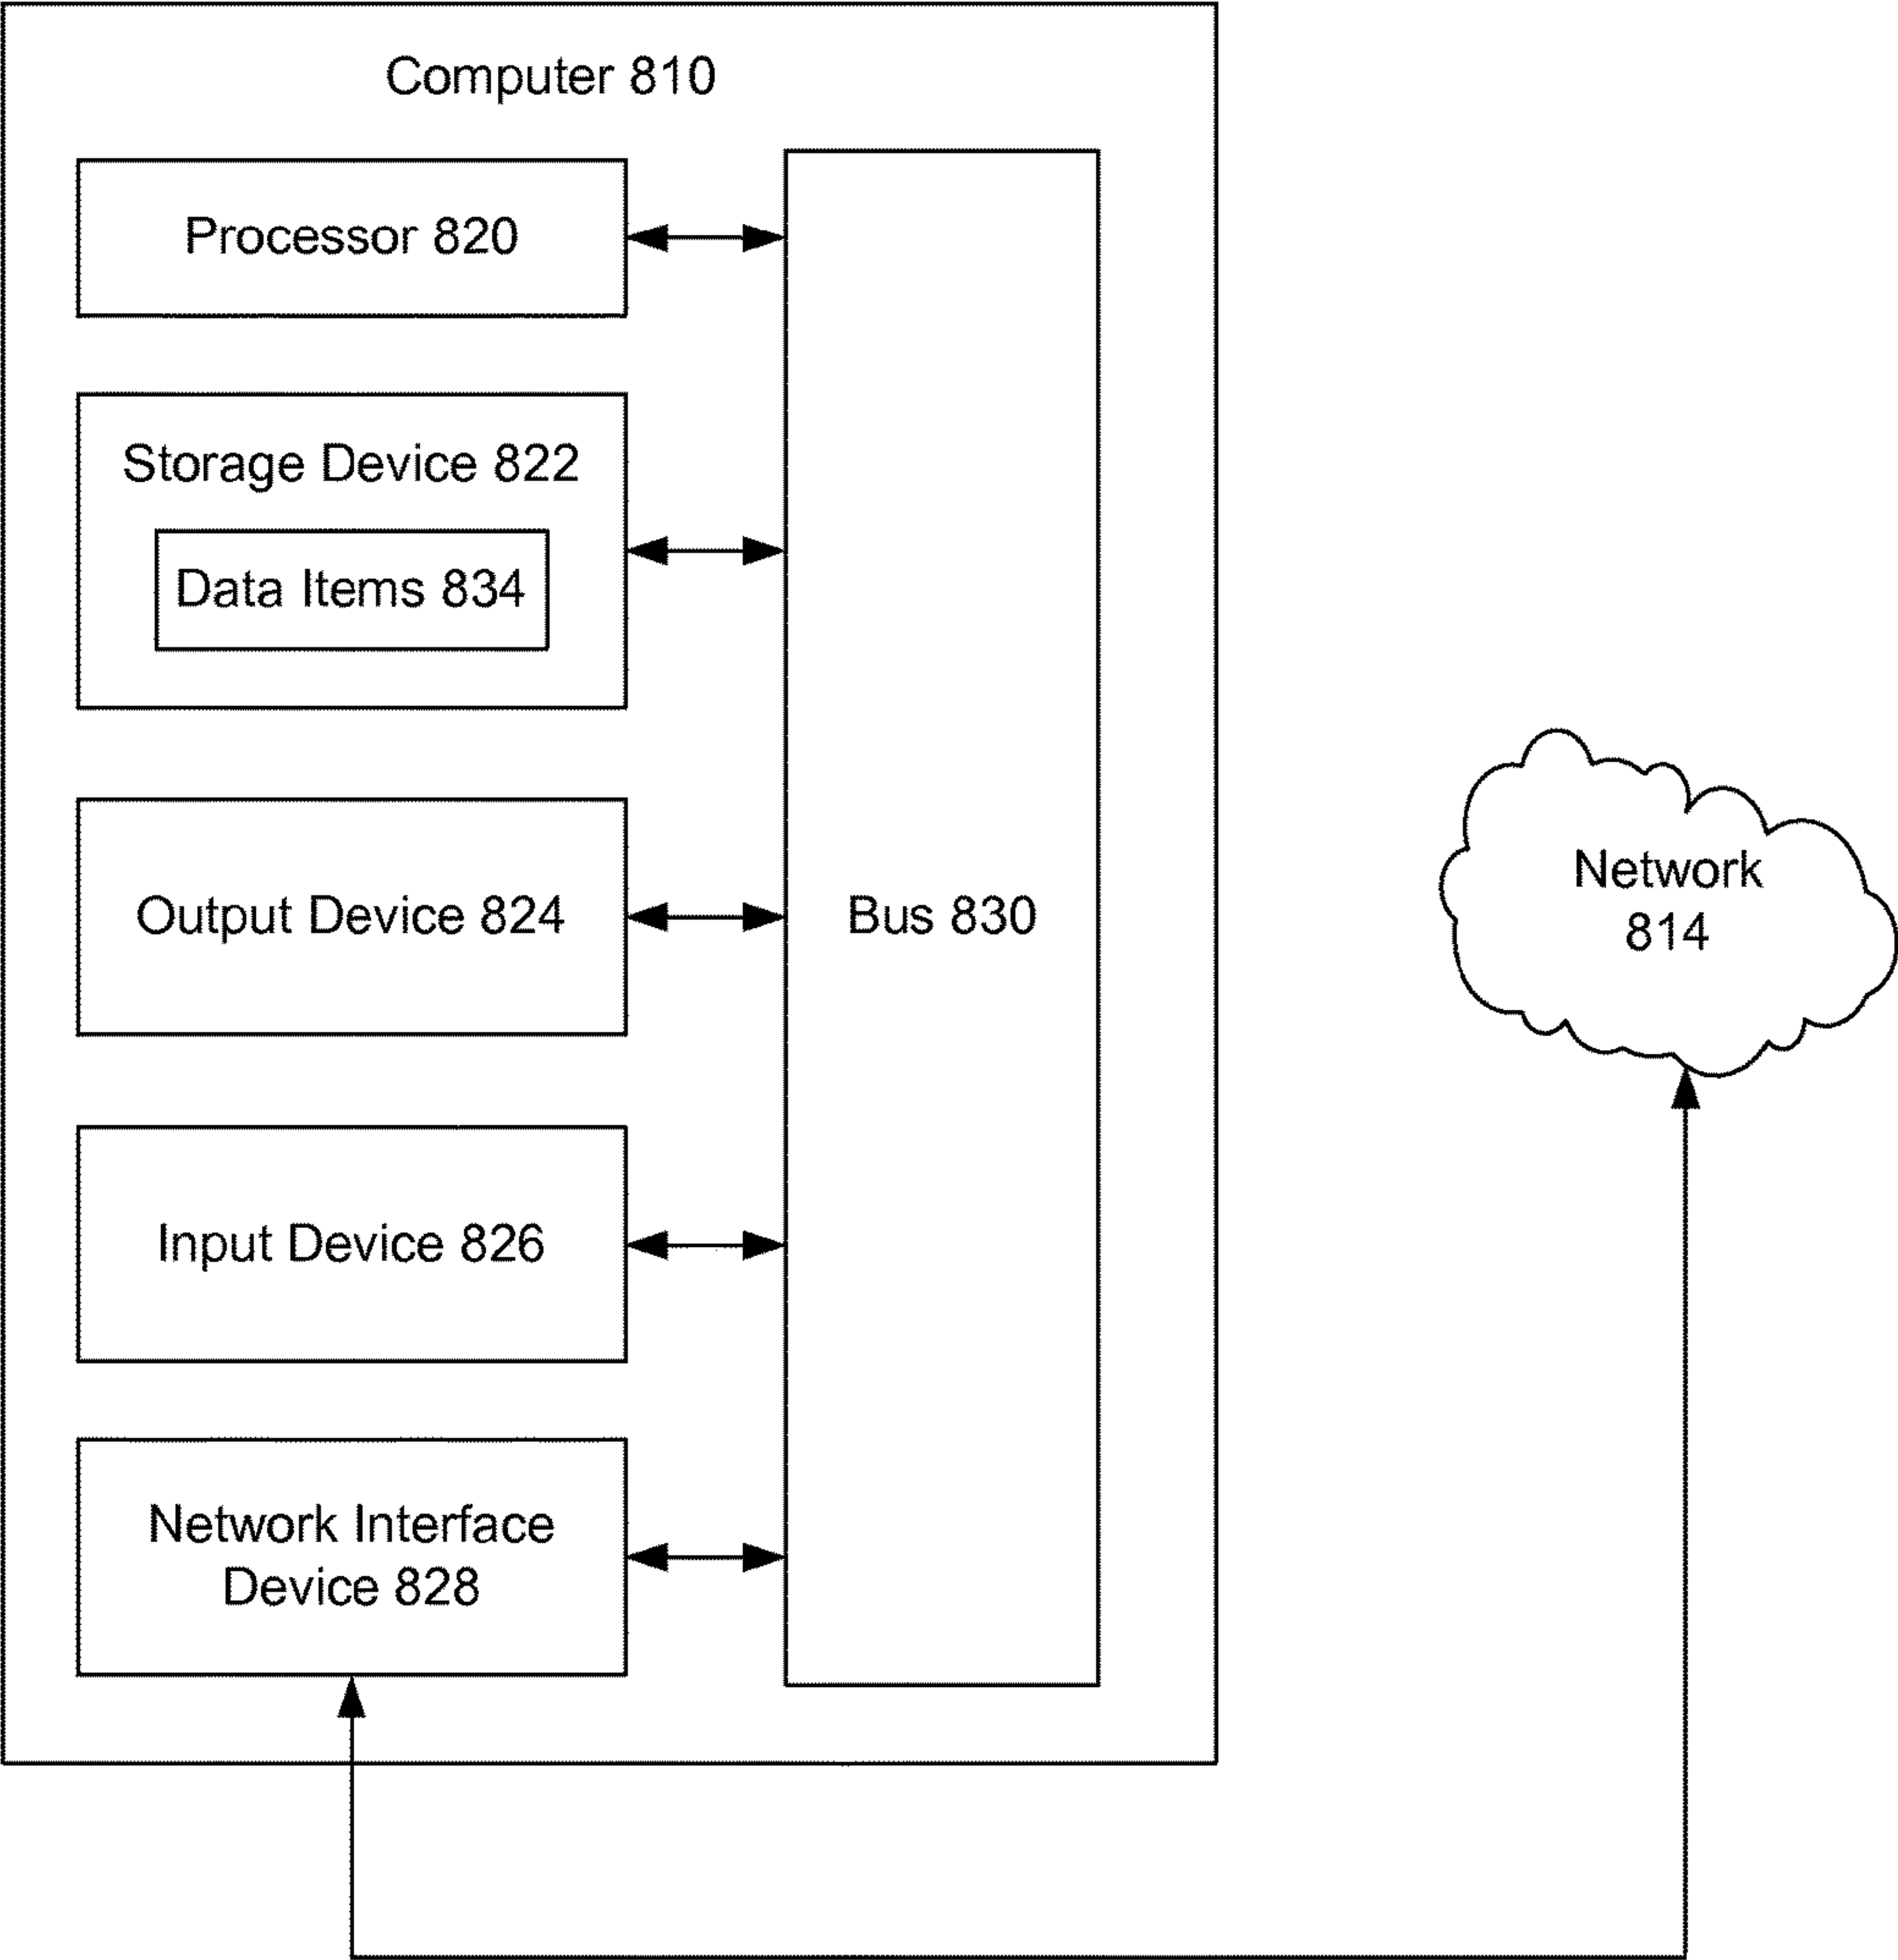 Computer 810
Processor 820
Storage Device 822
Data Items 834
Output Device 824
Input Device 826
Network Interface
Device 828
Bus 830
Network
814